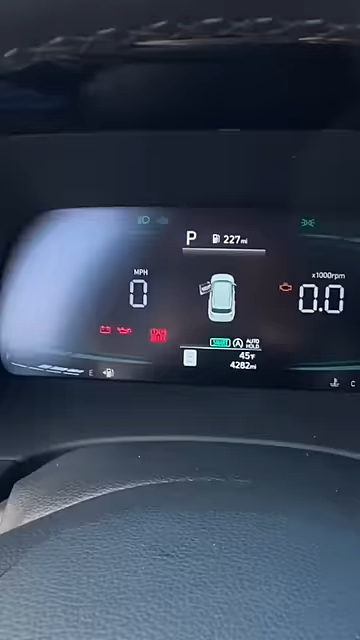 P 227mi
MPH
0
x1000rpm
0.0
AUTO
HOLD
45°F
4282mi
E
C